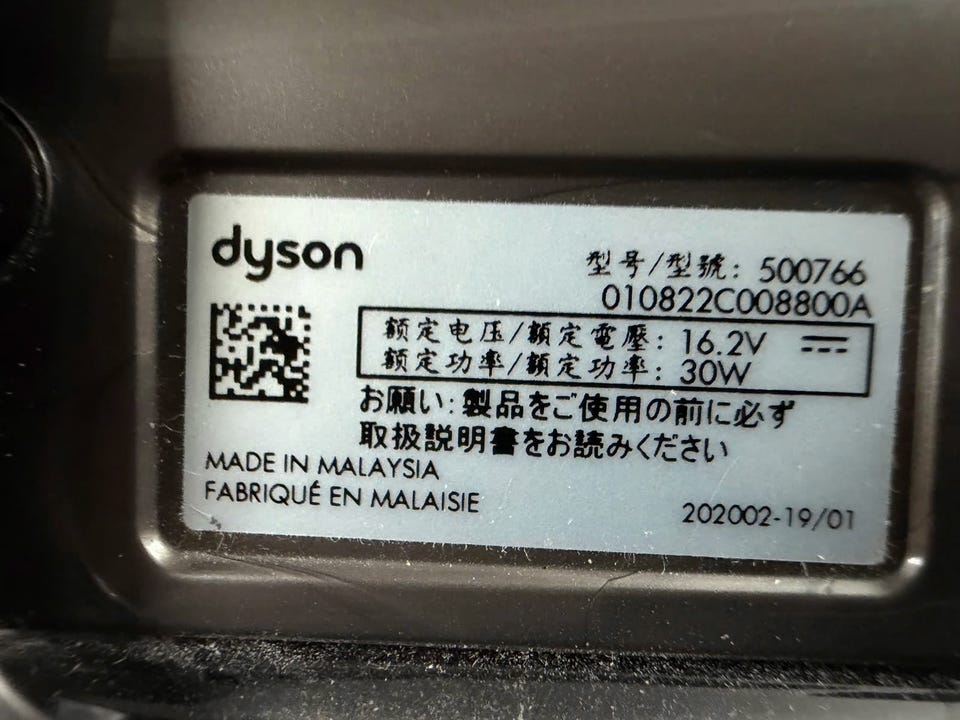 dyson
型号/型號: 500766
010822C008800A
额定电压/額定電壓: 16.2V
额定功率/額定功率: 30W
お願い: 製品をご使用の前に必ず
取扱説明書をお読みください
MADE IN MALAYSIA
FABRIQUÉ EN MALAISIE
202002-19/01